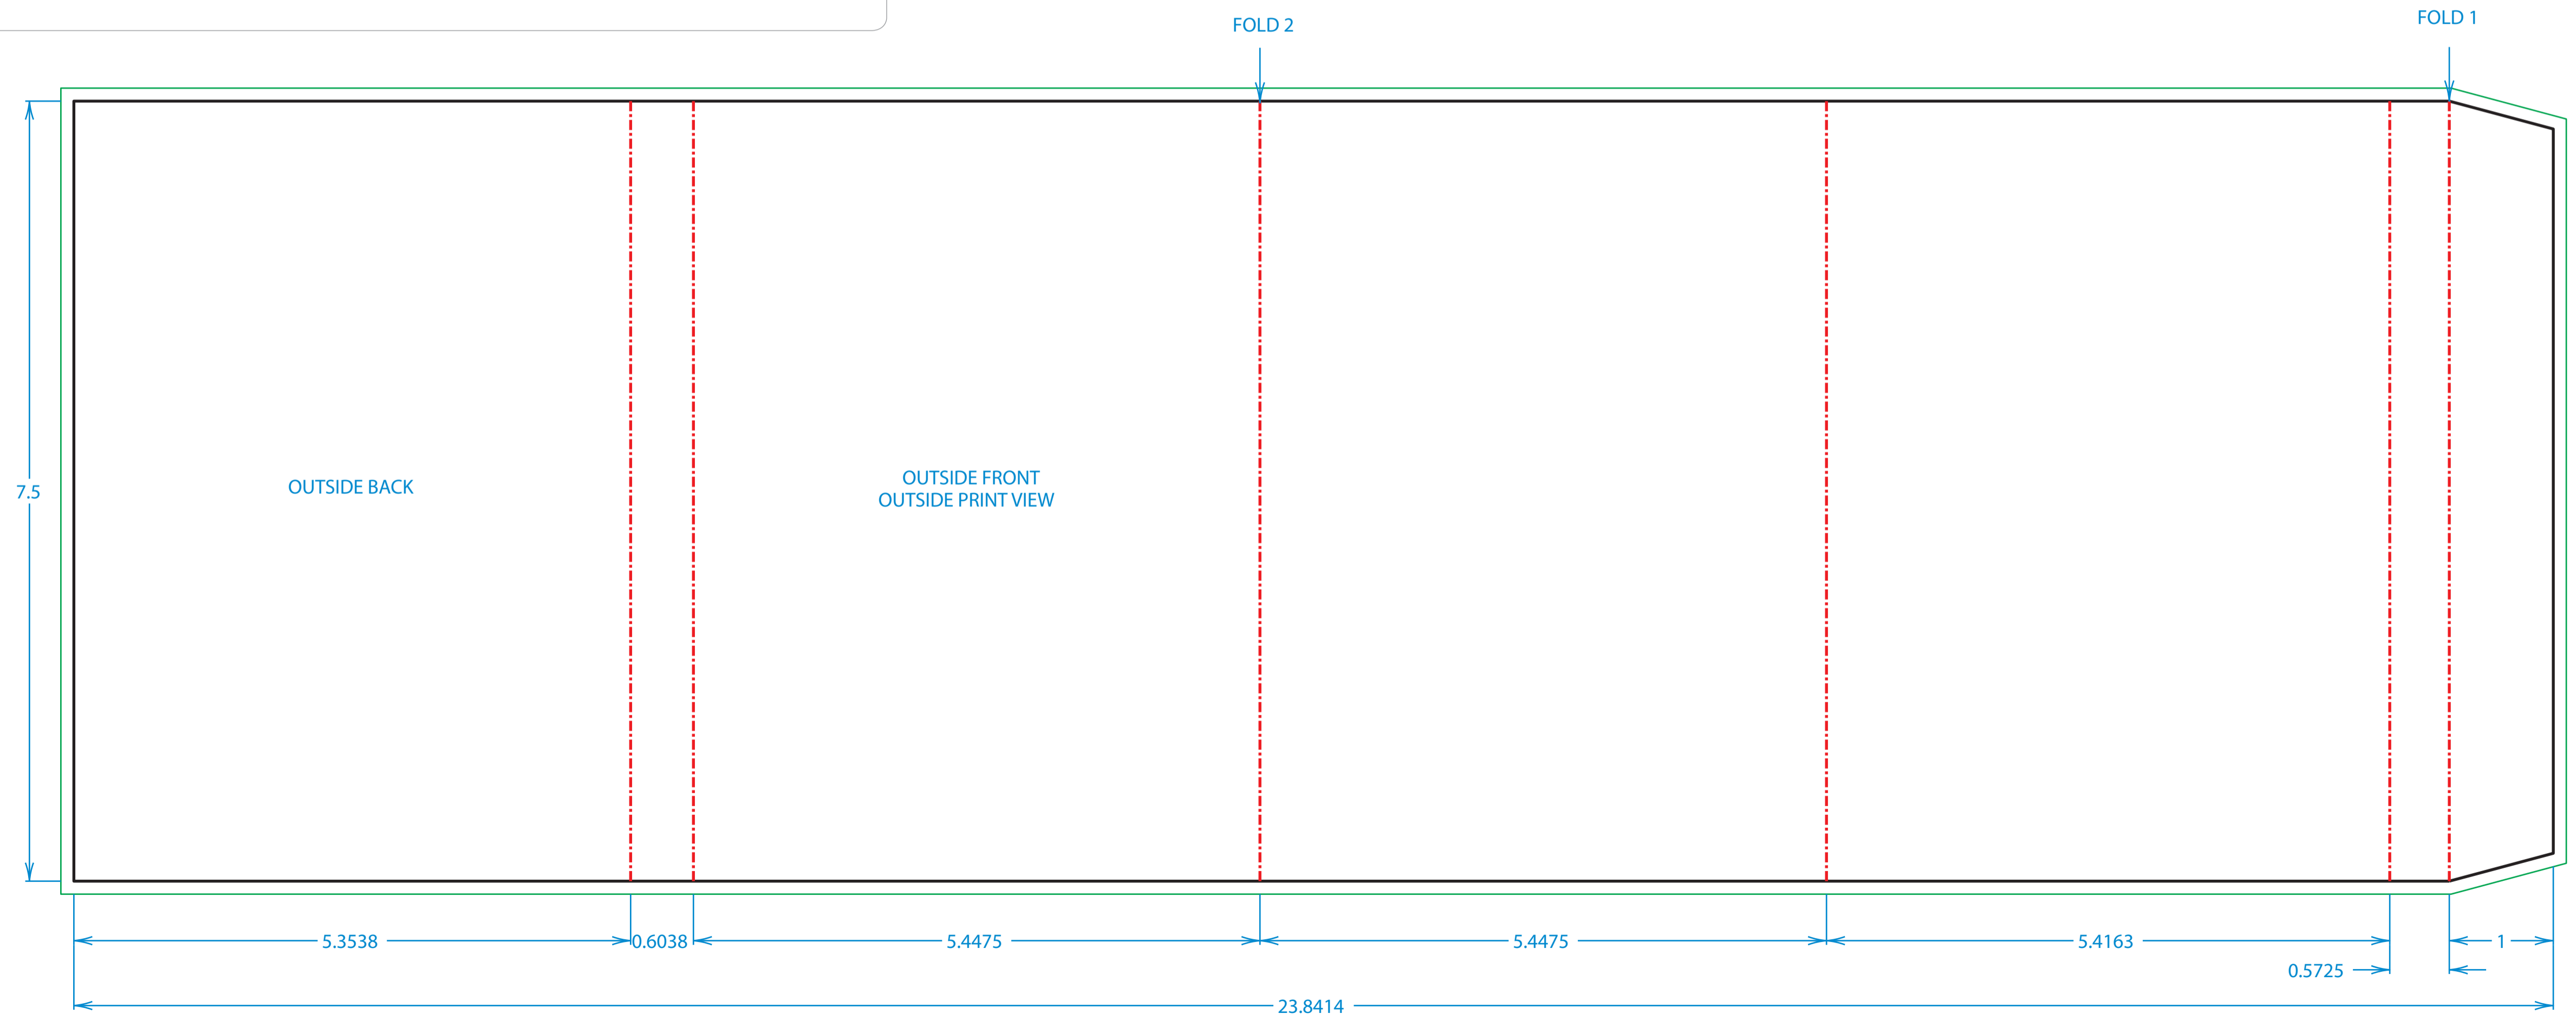 FOLD 2
FOLD 1
7.5
OUTSIDE BACK
OUTSIDE FRONT
OUTSIDE PRINT VIEW
5.3538
0.6038
5.4475
5.4475
5.4163
1
0.5725
23.8414